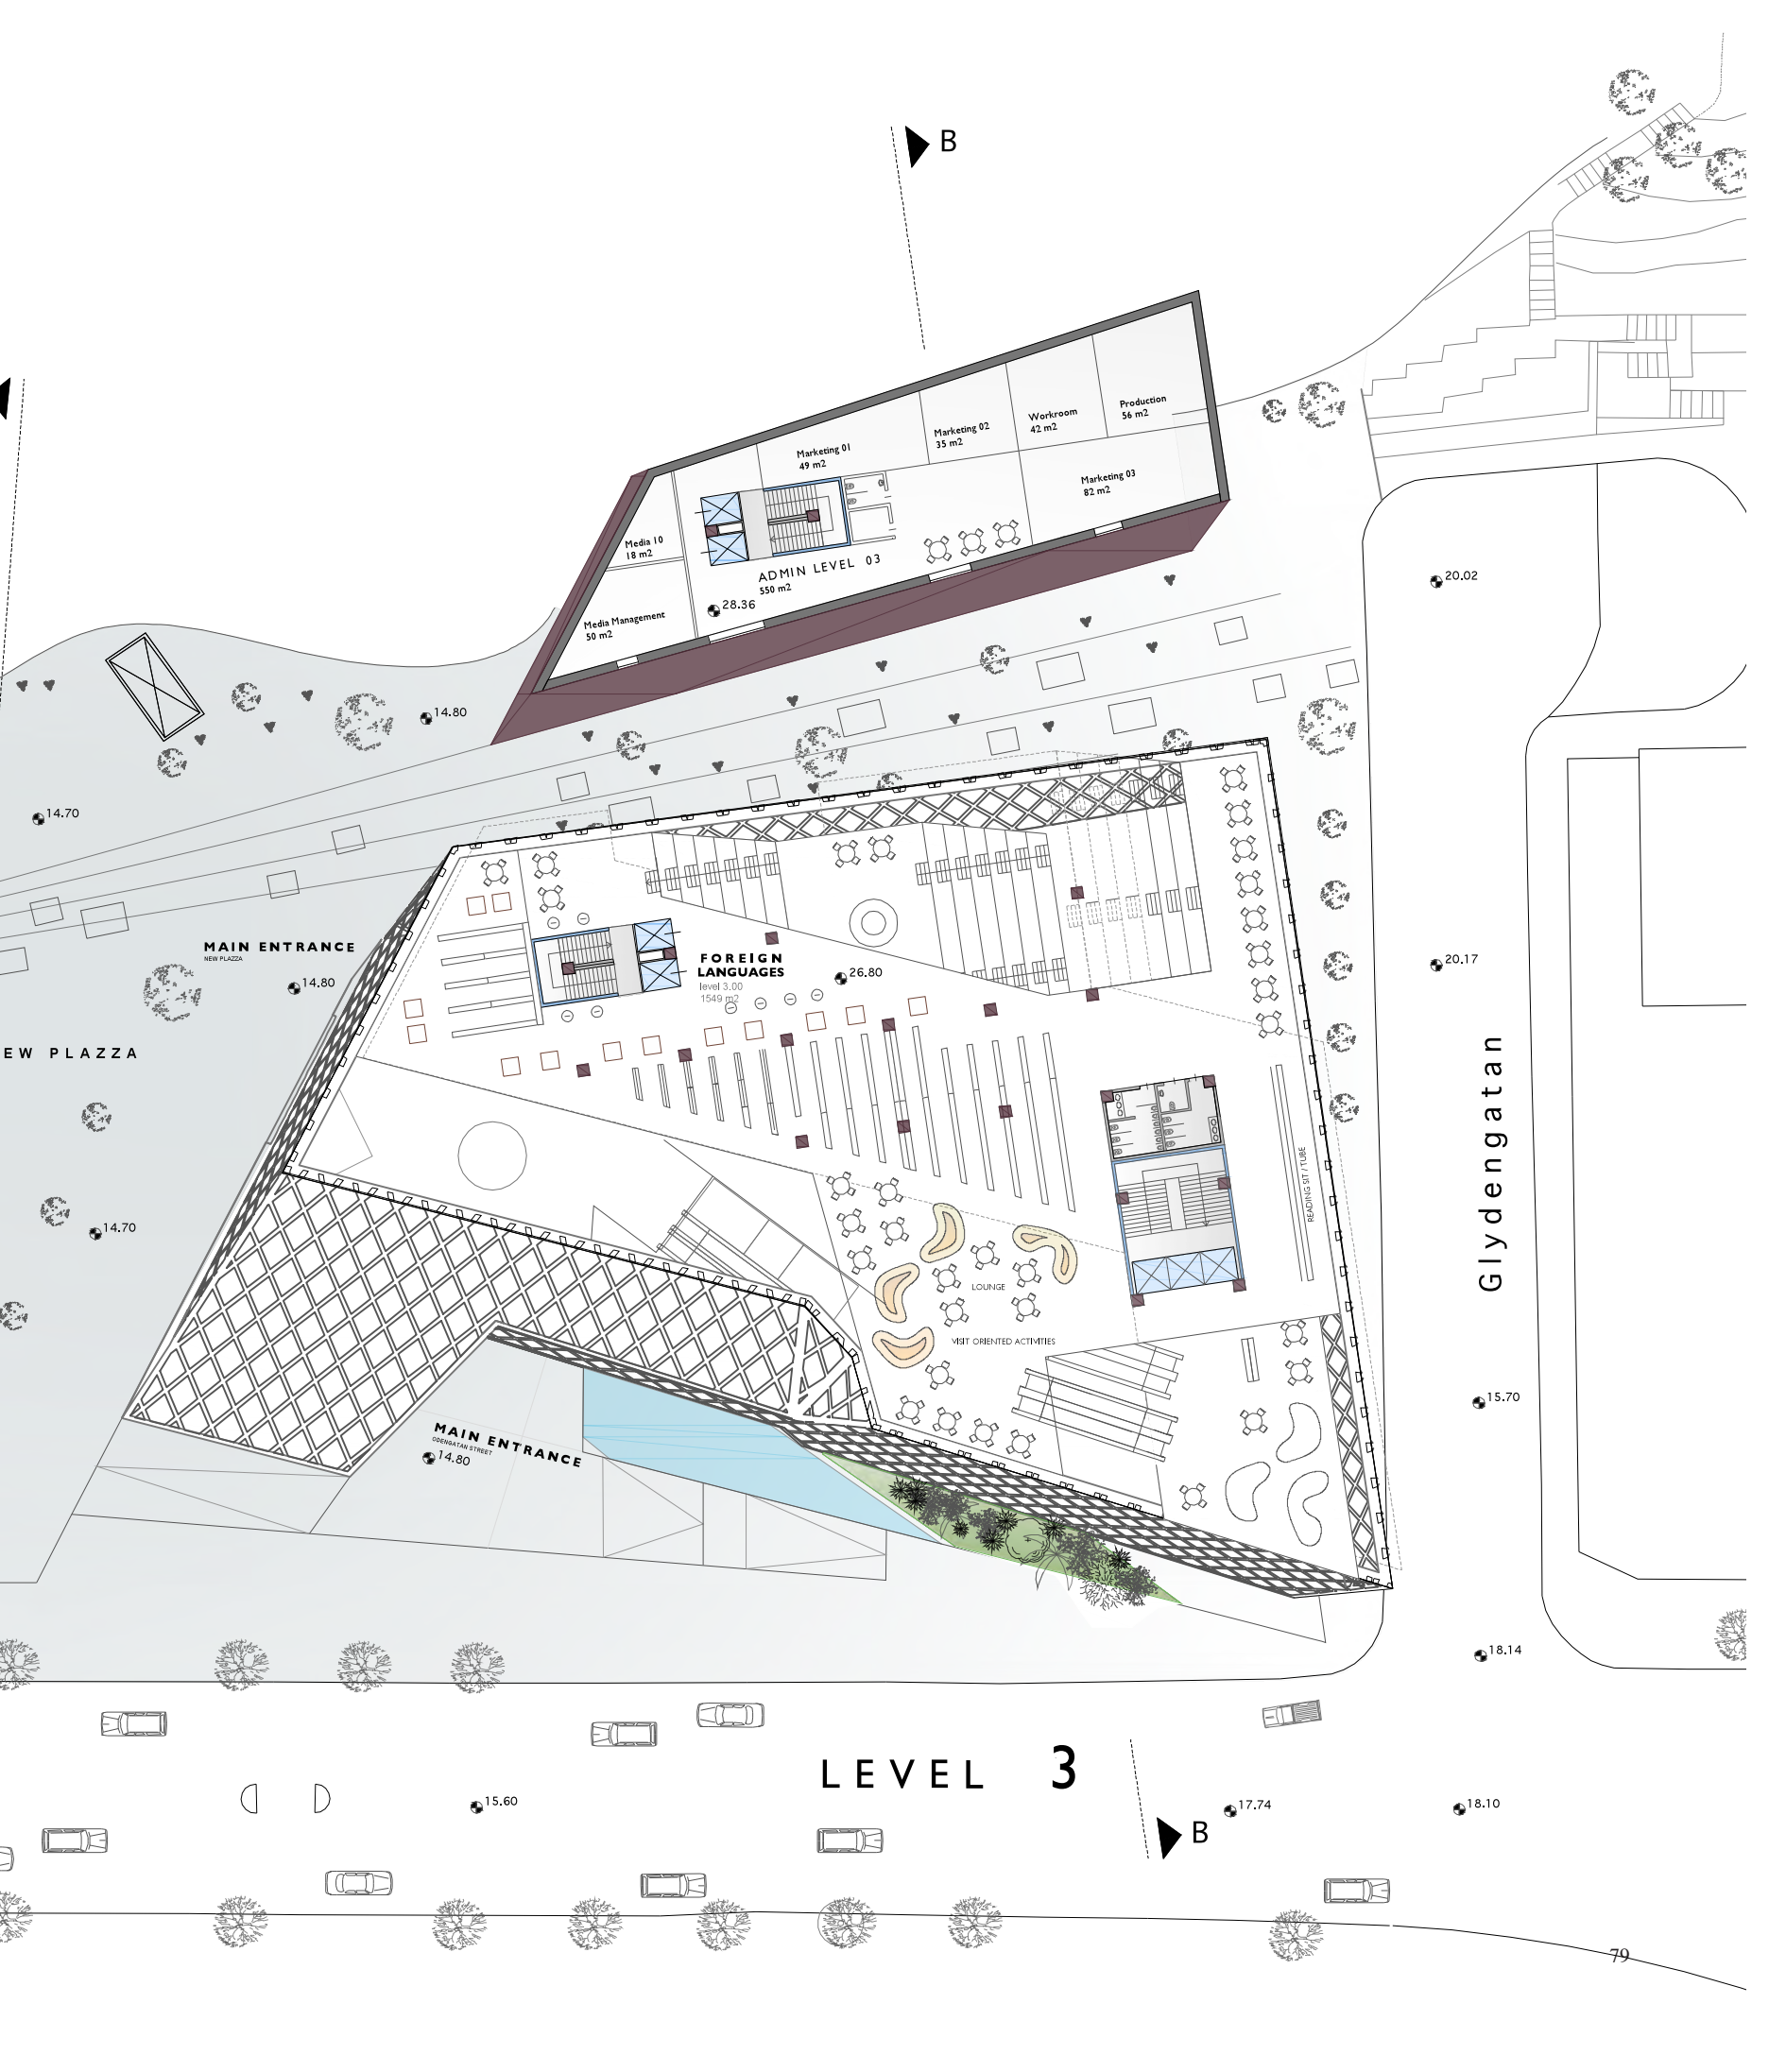 B
Production
56 m2
Workroom
42 m2
Marketing 02
35 m2
Marketing 01
49 m2
Marketing 03
82 m2
Media 10
18 m2
ADMIN LEVEL 03
550 m2
28.36
Media Management
50 m2
20.02
14.80
14.70
MAIN ENTRANCE
NEW PLAZZA
14.80
FOREIGN
LANGUAGES
level 3.00
1549 m2
26.80
20.17
EW PLAZZA
Glydengatan
READING SIT / TUBE
14.70
LOUNGE
VISIT ORIENTED ACTIVITIES
15.70
MAIN ENTRANCE
ODENGATAN STREET
14.80
18.14
LEVEL 3
15.60
17.74
18.10
B
79